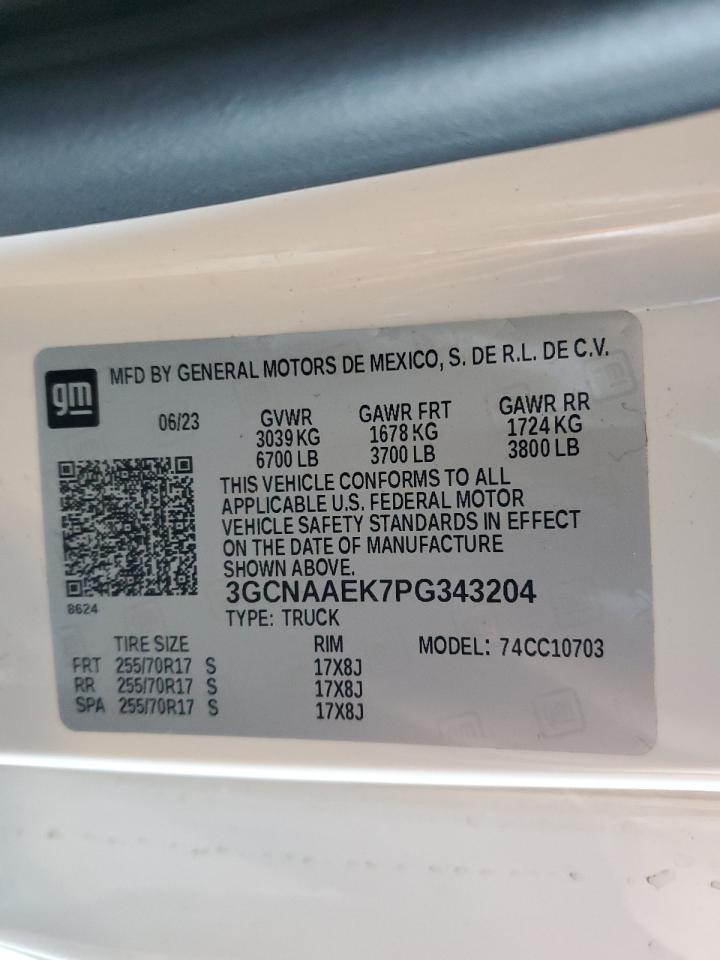 gm
MFD BY GENERAL MOTORS DE MEXICO, S. DE R.L. DE C.V.
06/23 GVWR GAWR FRT GAWR RR
3039 KG 1678 KG 1724 KG
6700 LB 3700 LB 3800 LB
THIS VEHICLE CONFORMS TO ALL
APPLICABLE U.S. FEDERAL MOTOR
VEHICLE SAFETY STANDARDS IN EFFECT
ON THE DATE OF MANUFACTURE
SHOWN ABOVE.
3GCNAAEK7PG343204
8624
TYPE: TRUCK
TIRE SIZE RIM MODEL: 74CC10703
FRT 255/70R17 S 17X8J
RR 255/70R17 S 17X8J
SPA 255/70R17 S 17X8J